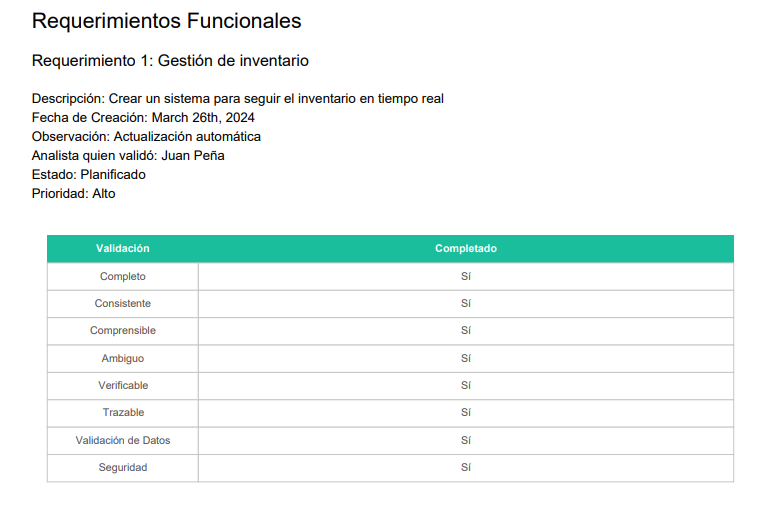 Requerimientos Funcionales
Requerimiento 1: Gestión de inventario
Descripción: Crear un sistema para seguir el inventario en tiempo real
Fecha de Creación: March 26th, 2024
Observación: Actualización automática
Analista quien validó: Juan Peña
Estado: Planificado
Prioridad: Alto
Validación Completado
Completo Sí
Consistente Sí
Comprensible Sí
Ambiguo Sí
Verificable Sí
Trazable Sí
Validación de Datos Sí
Seguridad Sí